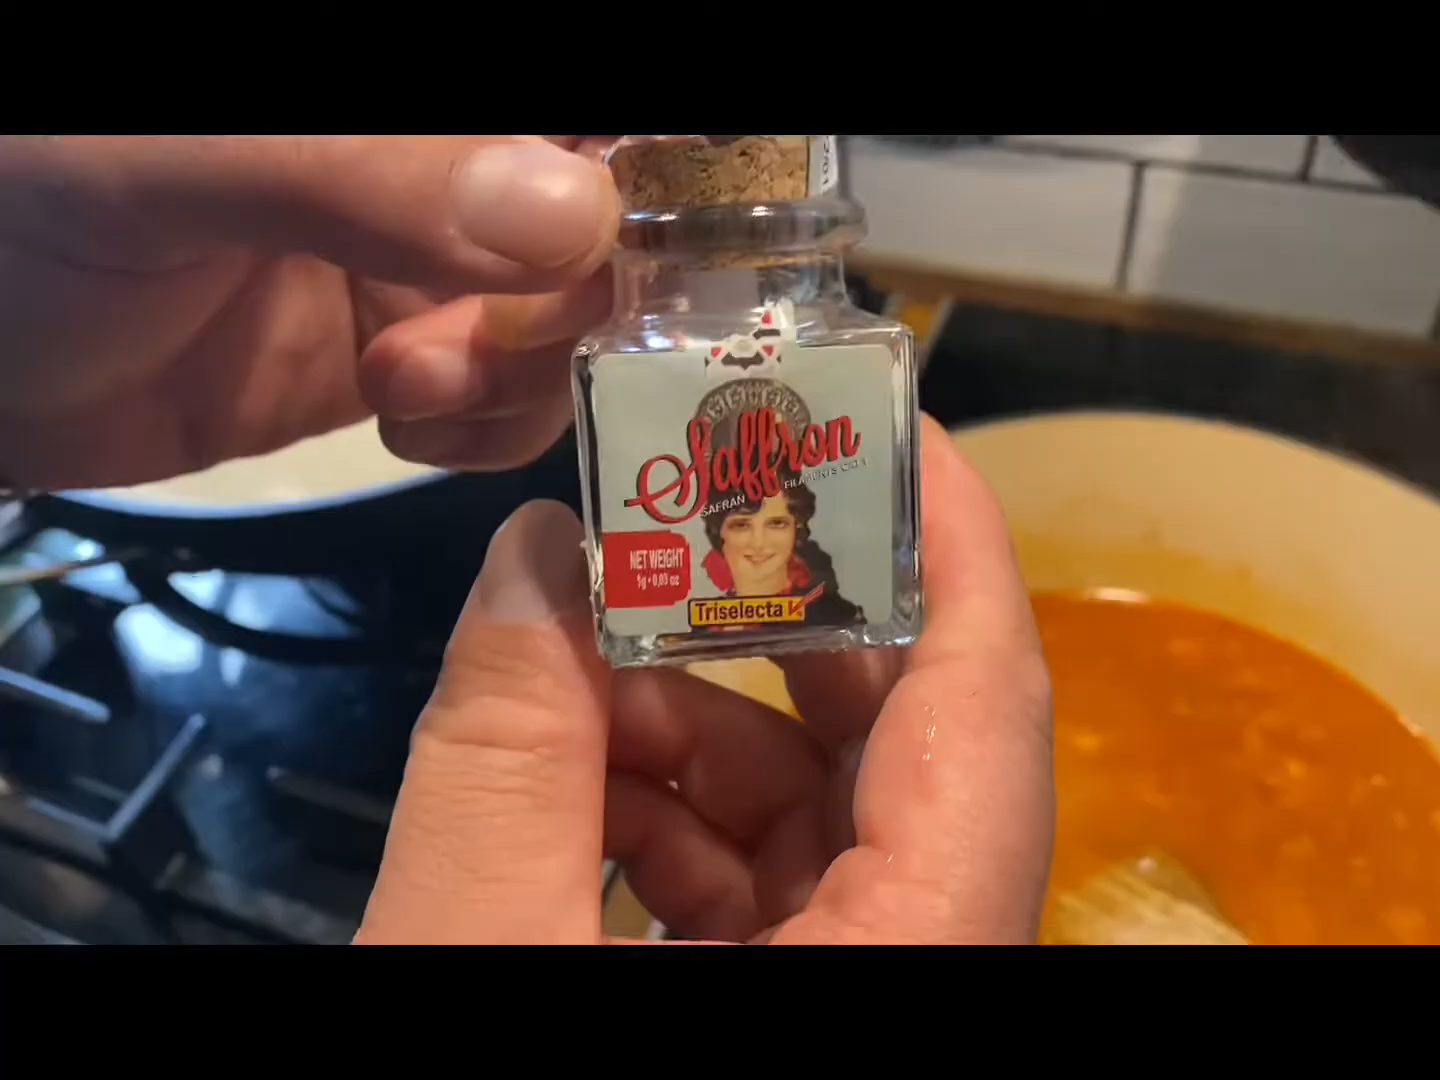 Saffron
SAFRAN
FILAMENTS
NET WEIGHT
1g • 0,03 oz
Triselecta